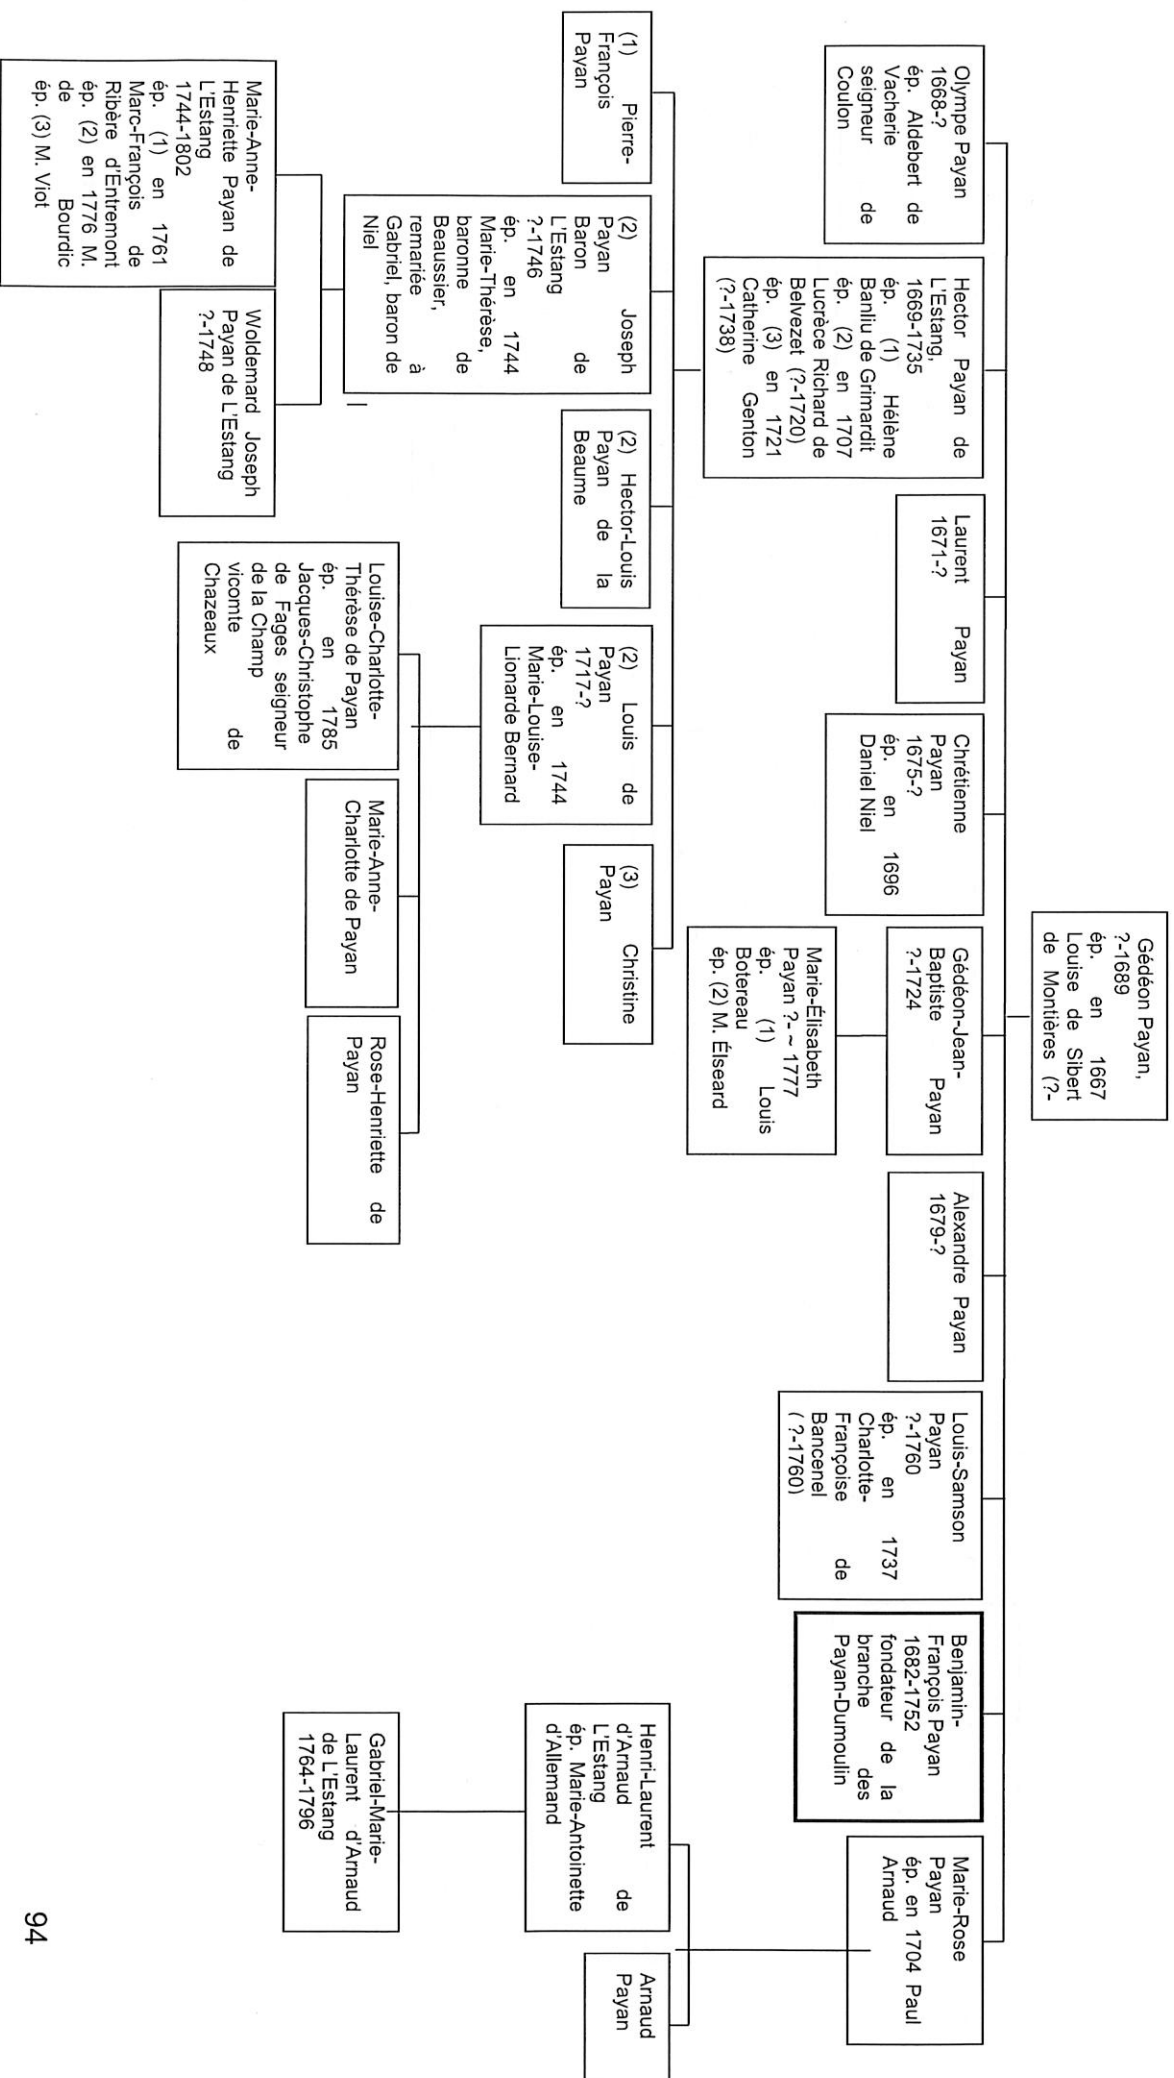 Gédéon Payan,
?-1689
ép. en 1667
Louise de Sibert
de Montières (?-
Olympe Payan
1668-?
ép. Aldebert de
Vacherie
seigneur de
Coulon
Hector Payan de
L'Estang,
1669-1735
ép. (1) Hélène
Banliu de Grimardit
ép. (2) en 1707
Lucrèce Richard de
Belvezet (?-1720)
ép. (3) en 1721
Catherine Genton
(?-1738)
Laurent Payan
1671-?
Chrétienne
Payan
1675-?
ép. en 1696
Daniel Niel
Gédéon-Jean-
Baptiste Payan
?-1724
Alexandre Payan
1679-?
Louis-Samson
Payan
?-1760
ép. en 1737
Charlotte-
Françoise de
Bancenel
( ?-1760)
Benjamin-
François Payan
1682-1752
fondateur de la
branche des
Payan-Dumoulin
Marie-Rose
Payan
ép. en 1704 Paul
Arnaud
Marie-Élisabeth
Payan ?- ~ 1777
ép. (1) Louis
Botereau
ép. (2) M. Élseard
(1) Pierre-
François
Payan
(2) Joseph
Payan
Baron de
L'Estang
?-1746
ép. en 1744
Marie-Thérèse,
baronne de
Beaussier,
remariée à
Gabriel, baron de
Niel
(2) Hector-Louis
Payan de la
Beaume
(2) Louis de
Payan
1717-?
ép. en 1744
Marie-Louise-
Lionarde Bernard
(3) Christine
Payan
Henri-Laurent
d'Arnaud de
L'Estang
ép. Marie-Antoinette
d'Allemand
Arnaud
Payan
Marie-Anne-
Henriette Payan de
L'Estang
1744-1802
ép. (1) en 1761
Marc-François de
Ribère d'Entremont
ép. (2) en 1776 M.
de Bourdic
ép. (3) M. Viot
Woldemard Joseph
Payan de L'Estang
?-1748
Louise-Charlotte-
Thérèse de Payan
ép. en 1785
Jacques-Christophe
de Fages seigneur
de la Champ
vicomte de
Chazeaux
Marie-Anne-
Charlotte de Payan
Rose-Henriette de
Payan
Gabriel-Marie-
Laurent d'Arnaud
de L'Estang
1764-1796
94